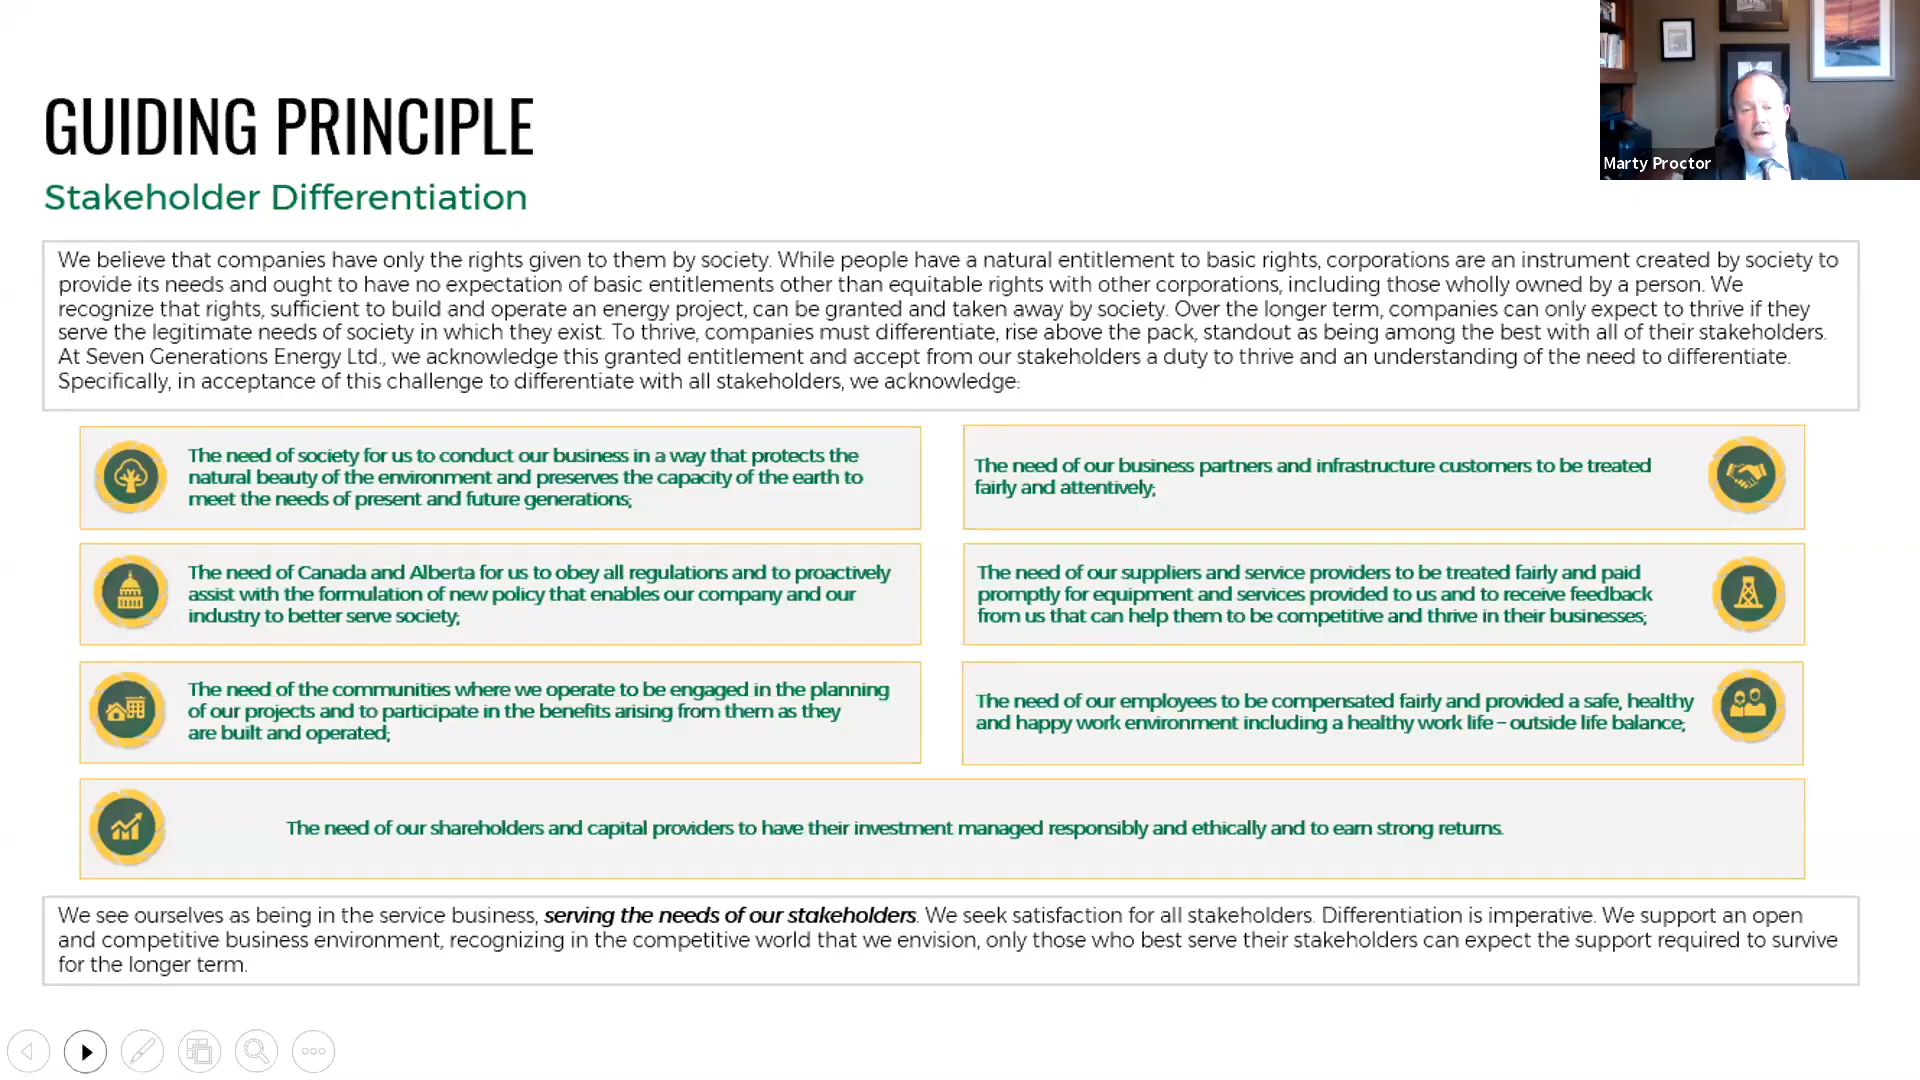 GUIDING PRINCIPLE
Stakeholder Differentiation
Marty Proctor
We believe that companies have only the rights given to them by society. While people have a natural entitlement to basic rights, corporations are an instrument created by society to
provide its needs and ought to have no expectation of basic entitlements other than equitable rights with other corporations, including those wholly owned by a person. We
recognize that rights, sufficient to build and operate an energy project, can be granted and taken away by society. Over the longer term, companies can only expect to thrive if they
serve the legitimate needs of society in which they exist. To thrive, companies must differentiate, rise above the pack, standout as being among the best with all of their stakeholders.
At Seven Generations Energy Ltd., we acknowledge this granted entitlement and accept from our stakeholders a duty to thrive and an understanding of the need to differentiate.
Specifically, in acceptance of this challenge to differentiate with all stakeholders, we acknowledge:
The need of society for us to conduct our business in a way that protects the
natural beauty of the environment and preserves the capacity of the earth to
meet the needs of present and future generations;
The need of our business partners and infrastructure customers to be treated
fairly and attentively;
The need of Canada and Alberta for us to obey all regulations and to proactively
assist with the formulation of new policy that enables our company and our
industry to better serve society;
The need of our suppliers and service providers to be treated fairly and paid
promptly for equipment and services provided to us and to receive feedback
from us that can help them to be competitive and thrive in their businesses;
The need of the communities where we operate to be engaged in the planning
of our projects and to participate in the benefits arising from them as they
are built and operated;
The need of our employees to be compensated fairly and provided a safe, healthy
and happy work environment including a healthy work life – outside life balance;
The need of our shareholders and capital providers to have their investment managed responsibly and ethically and to earn strong returns.
We see ourselves as being in the service business, serving the needs of our stakeholders. We seek satisfaction for all stakeholders. Differentiation is imperative. We support an open
and competitive business environment, recognizing in the competitive world that we envision, only those who best serve their stakeholders can expect the support required to survive
for the longer term.